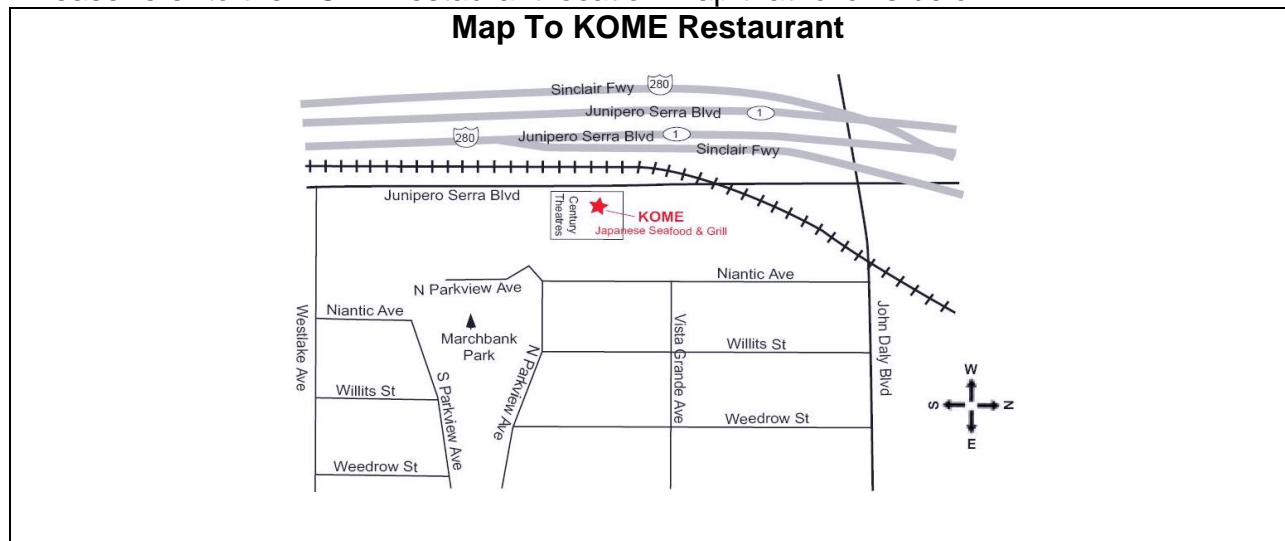 Map To KOME Restaurant
Sinclair Fwy 280
Junipero Serra Blvd 1
280 Junipero Serra Blvd 1
Sinclair Fwy
Junipero Serra Blvd
Century
Theatres
KOME
Japanese Seafood & Grill
Niantic Ave
N Parkview Ave
Niantic Ave
Westlake Ave
Marchbank
Park
Vista Grande Ave
Willits St
John Daly Blvd
N Parkview Ave
Willits St
S Parkview Ave
Weedrow St
Weedrow St
W
S N
E